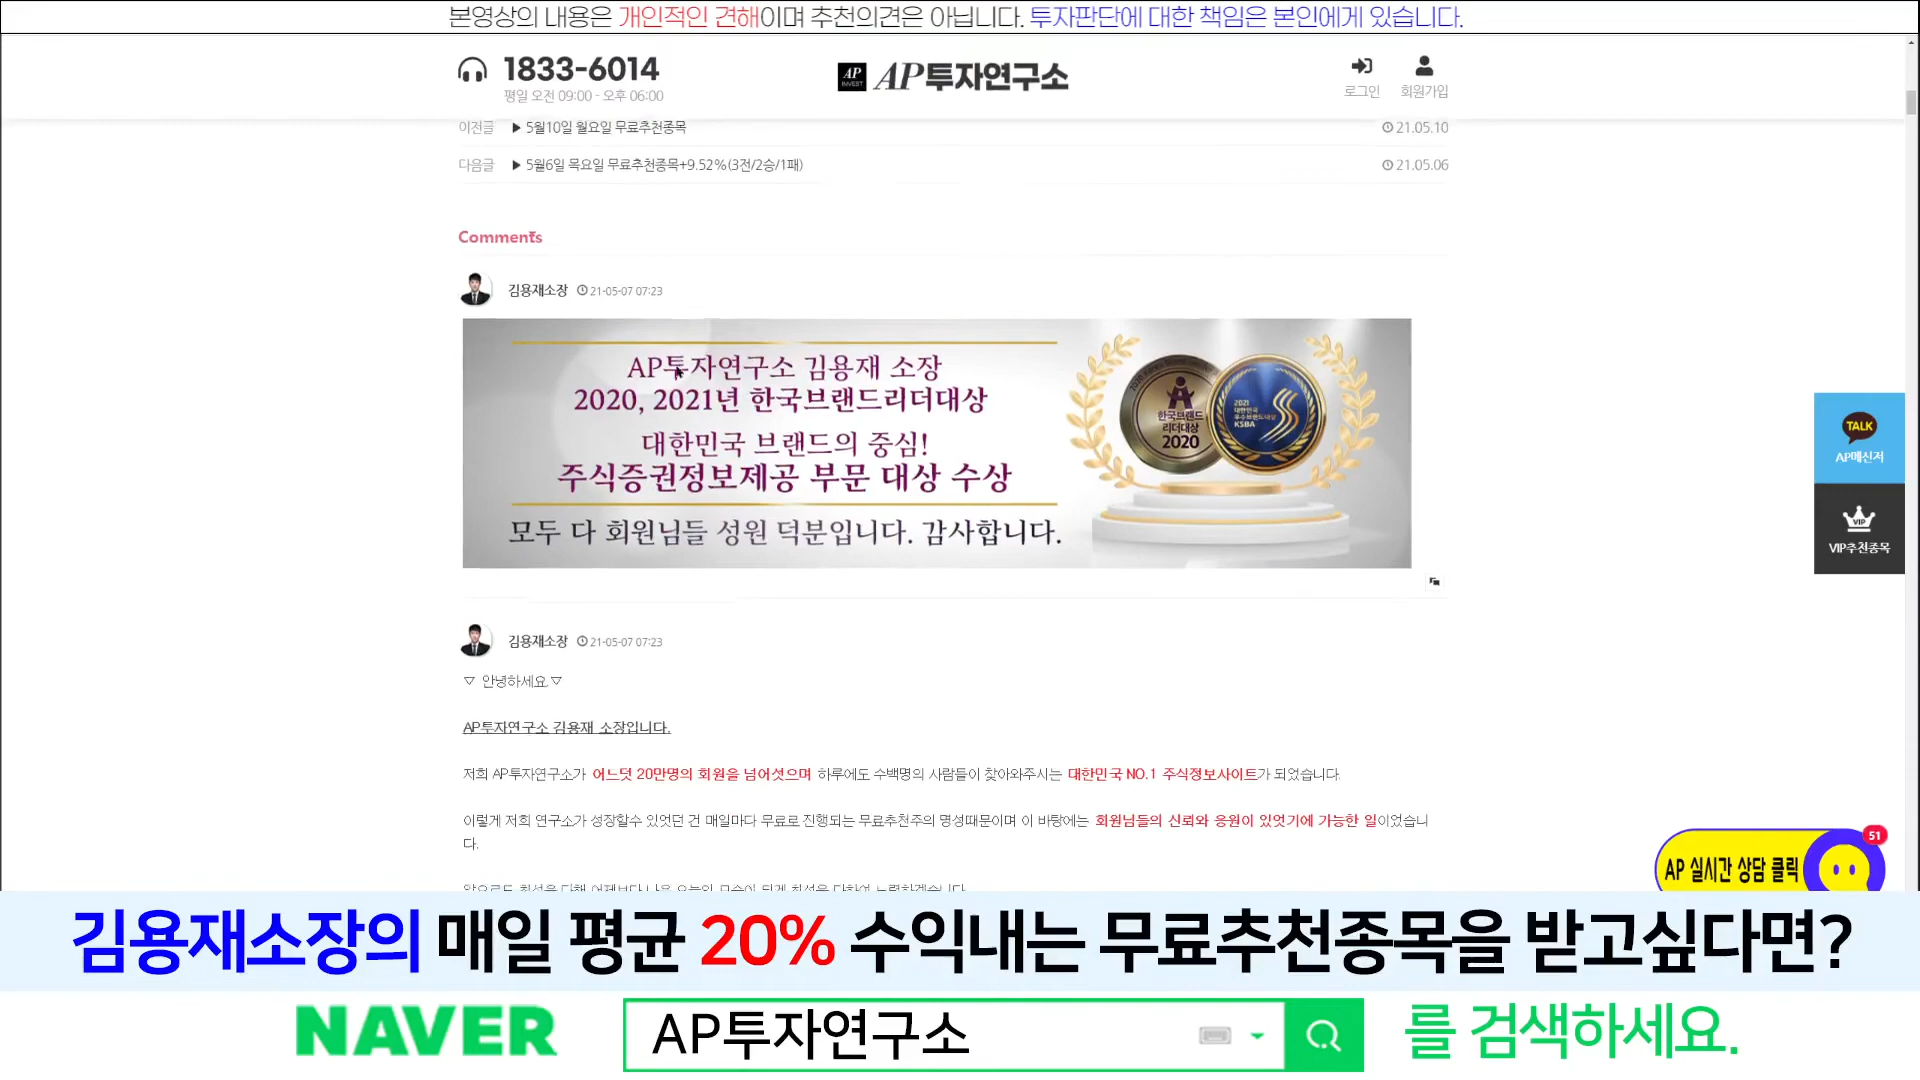 본영상의 내용은 개인적인 견해이며 추천의견은 아닙니다. 투자판단에 대한 책임은 본인에게 있습니다.
1833-6014
평일 오전 09:00 - 오후 06:00
AP INVEST AP투자연구소
로그인 회원가입
이전글 ▶ 5월10일 월요일 무료추천종목 21.05.10
다음글 ▶ 5월6일 목요일 무료추천종목+9.52%(3전/2승/1패) 21.05.06
Comments
김용재소장 21-05-07 07:23
AP투자연구소 김용재 소장
2020, 2021년 한국브랜드리더대상
대한민국 브랜드의 중심!
주식증권정보제공 부문 대상 수상
모두 다 회원님들 성원 덕분입니다. 감사합니다.
한국브랜드
리더대상
2020
2021
대한민국
우수브랜드대상
KSBA
TALK
AP메신저
VIP
VIP추천종목
김용재소장 21-05-07 07:23
▽ 안녕하세요.▽
AP투자연구소 김용재 소장입니다.
저희 AP투자연구소가 어느덧 20만명의 회원을 넘어섯으며 하루에도 수백명의 사람들이 찾아와주시는 대한민국 NO.1 주식정보사이트가 되었습니다.
이렇게 저희 연구소가 성장할수 있엇던 건 매일마다 무료로 진행되는 무료추천주의 명성때문이며 이 바탕에는 회원님들의 신뢰와 응원이 있엇기에 가능한 일이었습니
다.
51
AP 실시간 상담 클릭
김용재소장의 매일 평균 20% 수익내는 무료추천종목을 받고싶다면?
NAVER AP투자연구소 를 검색하세요.